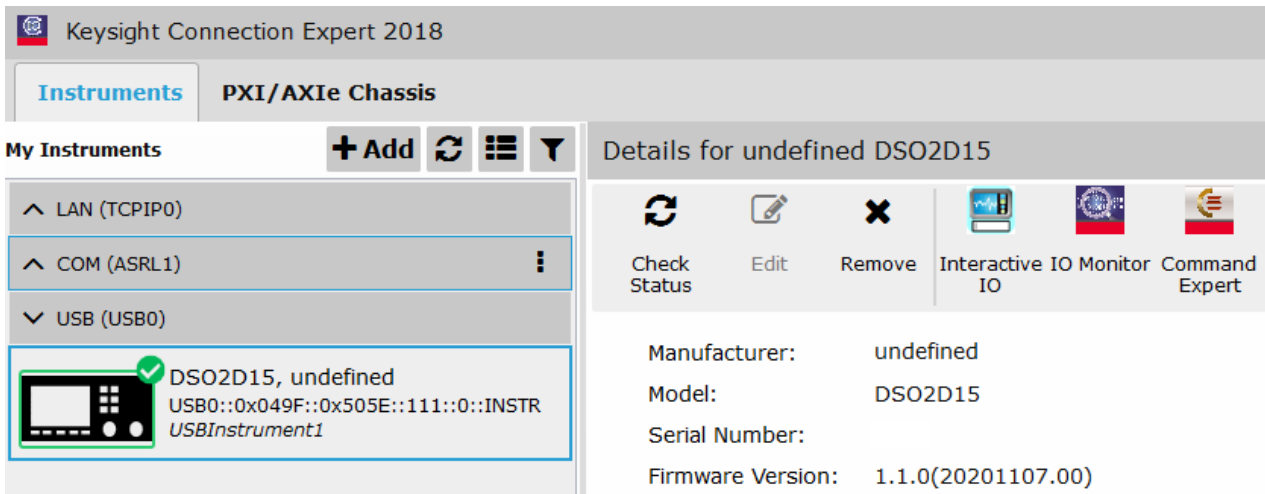 Keysight Connection Expert 2018
Instruments PXI/AXIe Chassis
My Instruments Add
LAN (TCPIP0)
COM (ASRL1)
USB (USB0)
DSO2D15, undefined
USB0::0x049F::0x505E::111::0::INSTR
USBInstrument1
Details for undefined DSO2D15
Check Status
Edit
Remove
Interactive IO
IO Monitor
Command Expert
Manufacturer: undefined
Model: DSO2D15
Serial Number:
Firmware Version: 1.1.0(20201107.00)